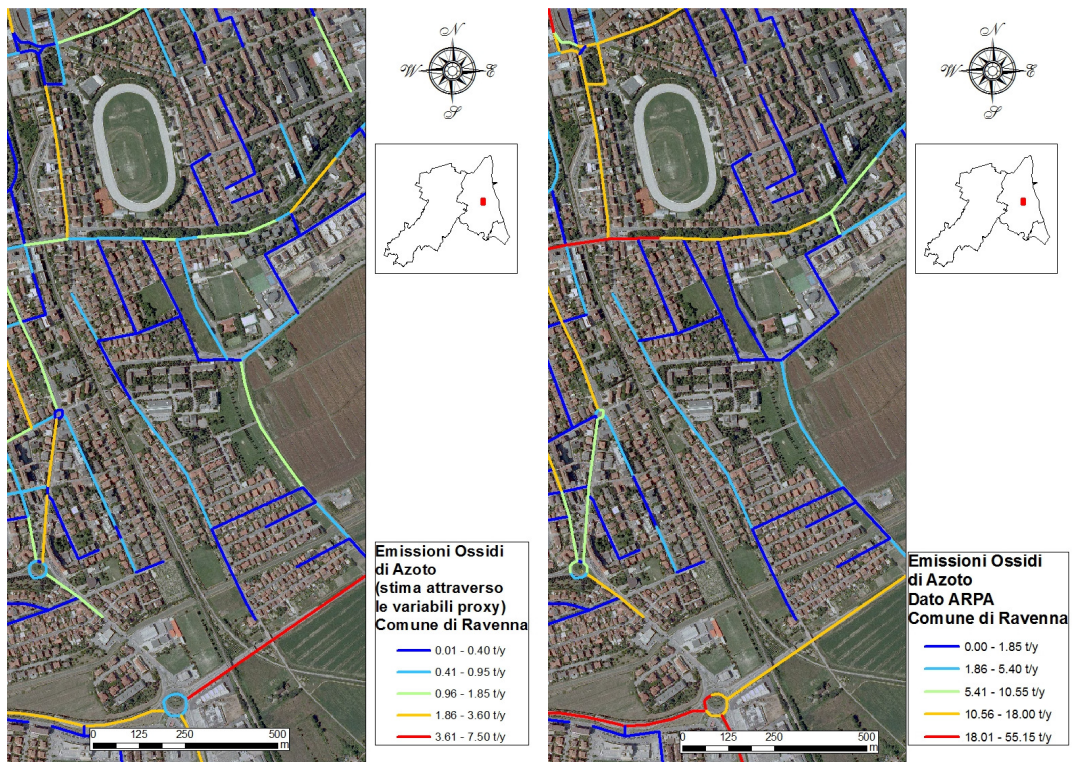 N
W E
S
Emissioni Ossidi
di Azoto
(stima attraverso
le variabili proxy)
Comune di Ravenna
0.01 - 0.40 t/y
0.41 - 0.95 t/y
0.96 - 1.85 t/y
1.86 - 3.60 t/y
3.61 - 7.50 t/y
0 125 250 500
m
N
W E
S
Emissioni Ossidi
di Azoto
Dato ARPA
Comune di Ravenna
0.00 - 1.85 t/y
1.86 - 5.40 t/y
5.41 - 10.55 t/y
10.56 - 18.00 t/y
18.01 - 55.15 t/y
0 125 250 500
m